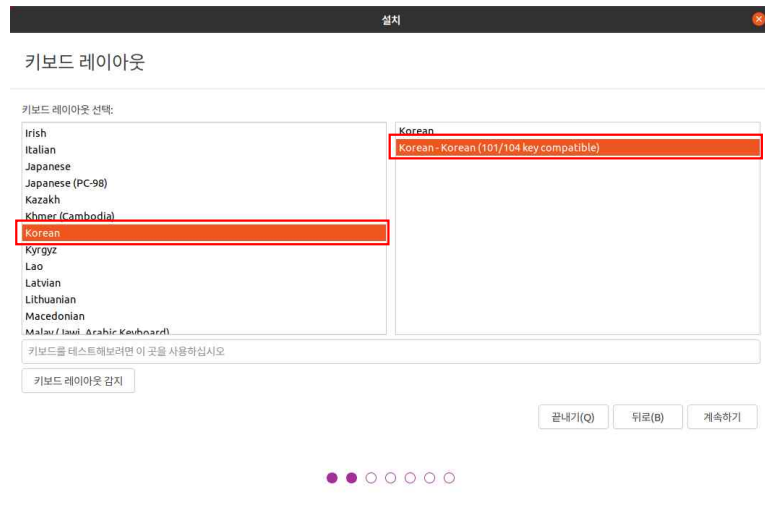 설치
키보드 레이아웃
키보드 레이아웃 선택:
Irish
Italian
Japanese
Japanese (PC-98)
Kazakh
Khmer (Cambodia)
Korean
Kyrgyz
Lao
Latvian
Lithuanian
Macedonian
Malay (Jawi, Arabic Keyboard)
Korean
Korean - Korean (101/104 key compatible)
키보드를 테스트해보려면 이 곳을 사용하십시오
키보드 레이아웃 감지
끝내기(Q) 뒤로(B) 계속하기